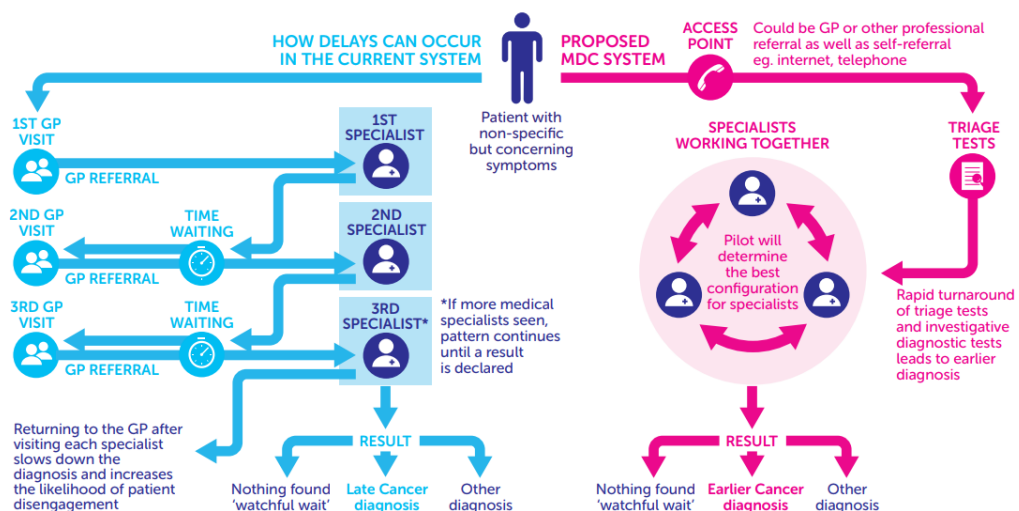 HOW DELAYS CAN OCCUR
IN THE CURRENT SYSTEM
PROPOSED
MDC SYSTEM
ACCESS
POINT
Could be GP or other professional
referral as well as self-referral
eg. internet, telephone
Patient with
non-specific
but concerning
symptoms
1ST GP
VISIT
GP REFERRAL
1ST
SPECIALIST
2ND GP
VISIT
GP REFERRAL
TIME
WAITING
2ND
SPECIALIST
3RD GP
VISIT
GP REFERRAL
TIME
WAITING
3RD
SPECIALIST*
*If more medical
specialists seen,
pattern continues
until a result
is declared
Returning to the GP after
visiting each specialist
slows down the
diagnosis and increases
the likelihood of patient
disengagement
RESULT
Nothing found
'watchful wait'
Late Cancer
diagnosis
Other
diagnosis
SPECIALISTS
WORKING TOGETHER
Pilot will
determine
the best
configuration
for specialists
TRIAGE
TESTS
Rapid turnaround
of triage tests
and investigative
diagnostic tests
leads to earlier
diagnosis
RESULT
Nothing found
'watchful wait'
Earlier Cancer
diagnosis
Other
diagnosis